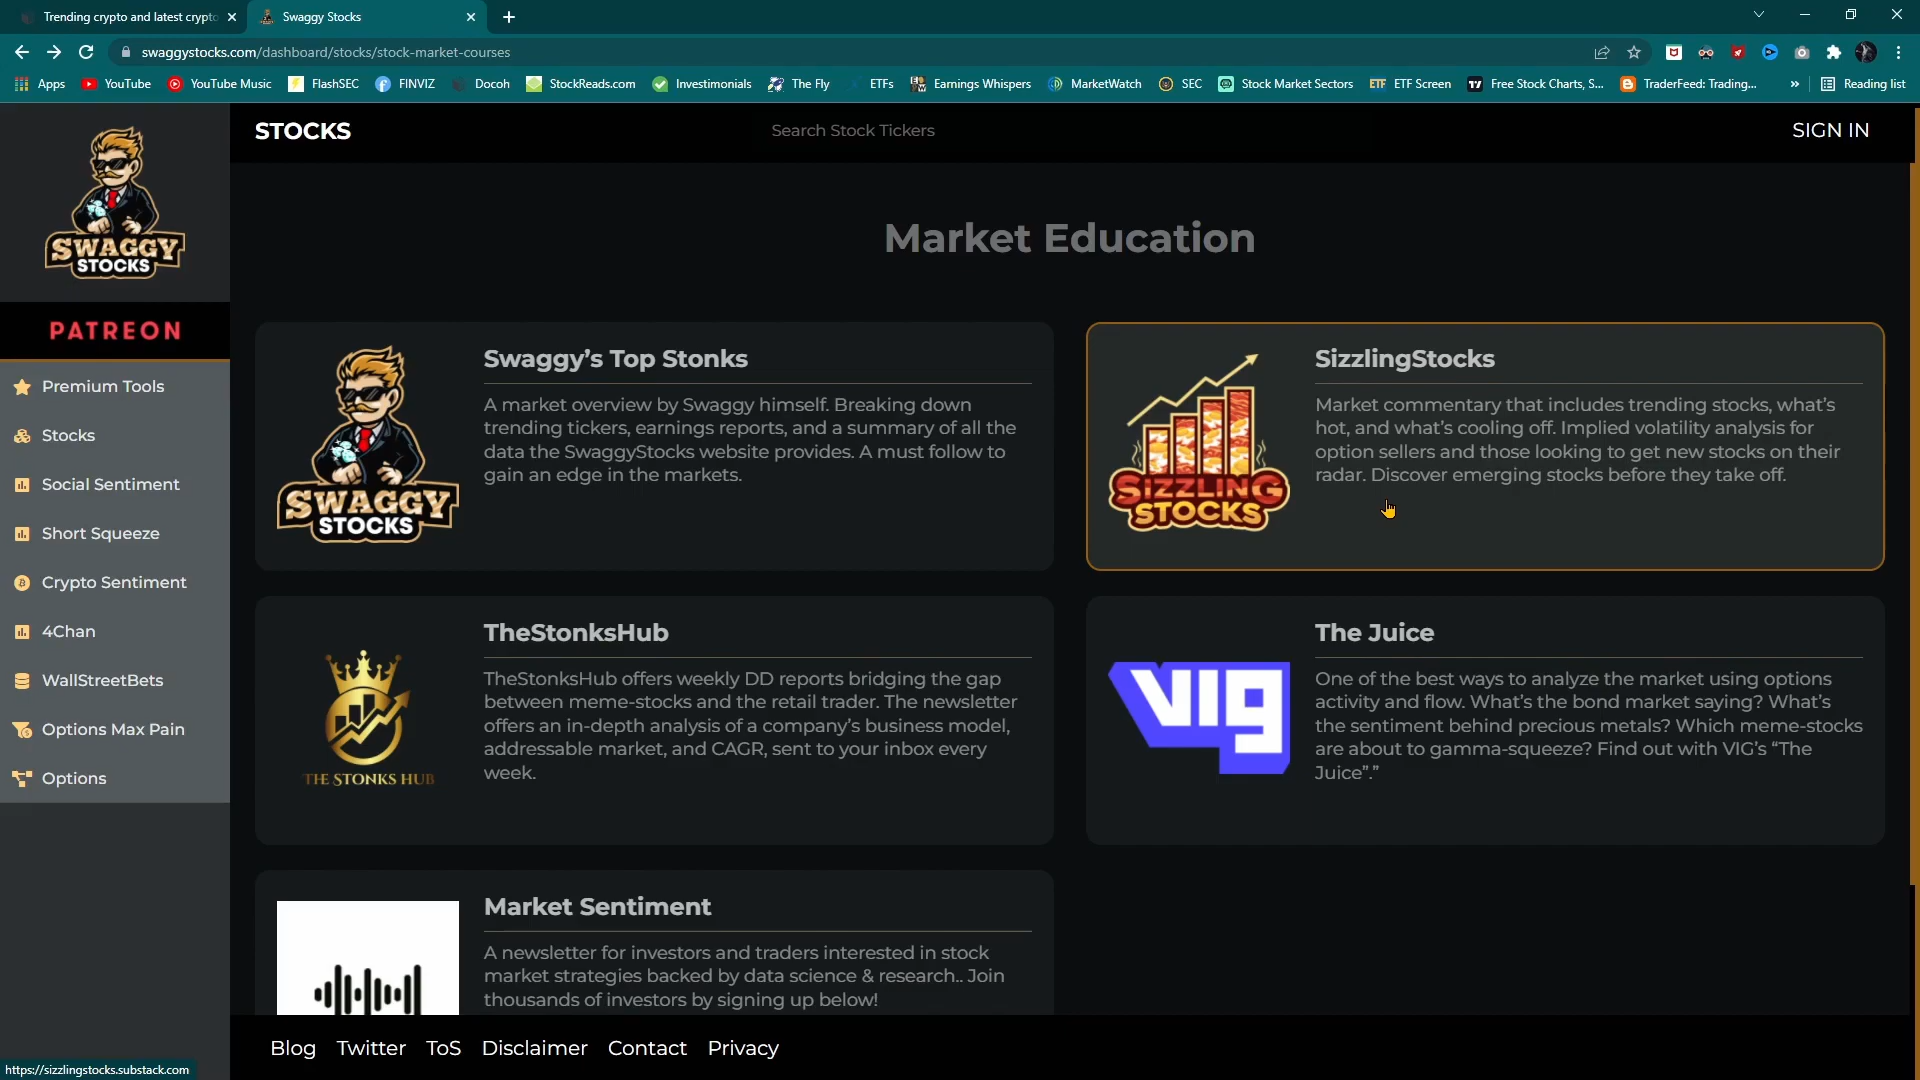 Trending crypto and latest crypto
Swaggy Stocks
swaggystocks.com/dashboard/stocks/stock-market-courses
Apps
YouTube
YouTube Music
FlashSEC
FINVIZ
Docoh
StockReads.com
Investimonials
The Fly
ETFs
Earnings Whispers
MarketWatch
SEC
Stock Market Sectors
ETF Screen
Free Stock Charts, S...
TraderFeed: Trading...
»
Reading list
SWAGGY
STOCKS
PATREON
Premium Tools
Stocks
Social Sentiment
Short Squeeze
Crypto Sentiment
4Chan
WallStreetBets
Options Max Pain
Options
STOCKS
Search Stock Tickers
SIGN IN
Market Education
SWAGGY
STOCKS
Swaggy's Top Stonks
A market overview by Swaggy himself. Breaking down
trending tickers, earnings reports, and a summary of all the
data the SwaggyStocks website provides. A must follow to
gain an edge in the markets.
SIZZLING
STOCKS
SizzlingStocks
Market commentary that includes trending stocks, what's
hot, and what's cooling off. Implied volatility analysis for
option sellers and those looking to get new stocks on their
radar. Discover emerging stocks before they take off.
THE STONKS HUB
TheStonksHub
TheStonksHub offers weekly DD reports bridging the gap
between meme-stocks and the retail trader. The newsletter
offers an in-depth analysis of a company's business model,
addressable market, and CAGR, sent to your inbox every
week.
VIG
The Juice
One of the best ways to analyze the market using options
activity and flow. What's the bond market saying? What's
the sentiment behind precious metals? Which meme-stocks
are about to gamma-squeeze? Find out with VIG's “The
Juice”.”
Market Sentiment
A newsletter for investors and traders interested in stock
market strategies backed by data science & research.. Join
thousands of investors by signing up below!
Blog
Twitter
ToS
Disclaimer
Contact
Privacy
https://sizzlingstocks.substack.com